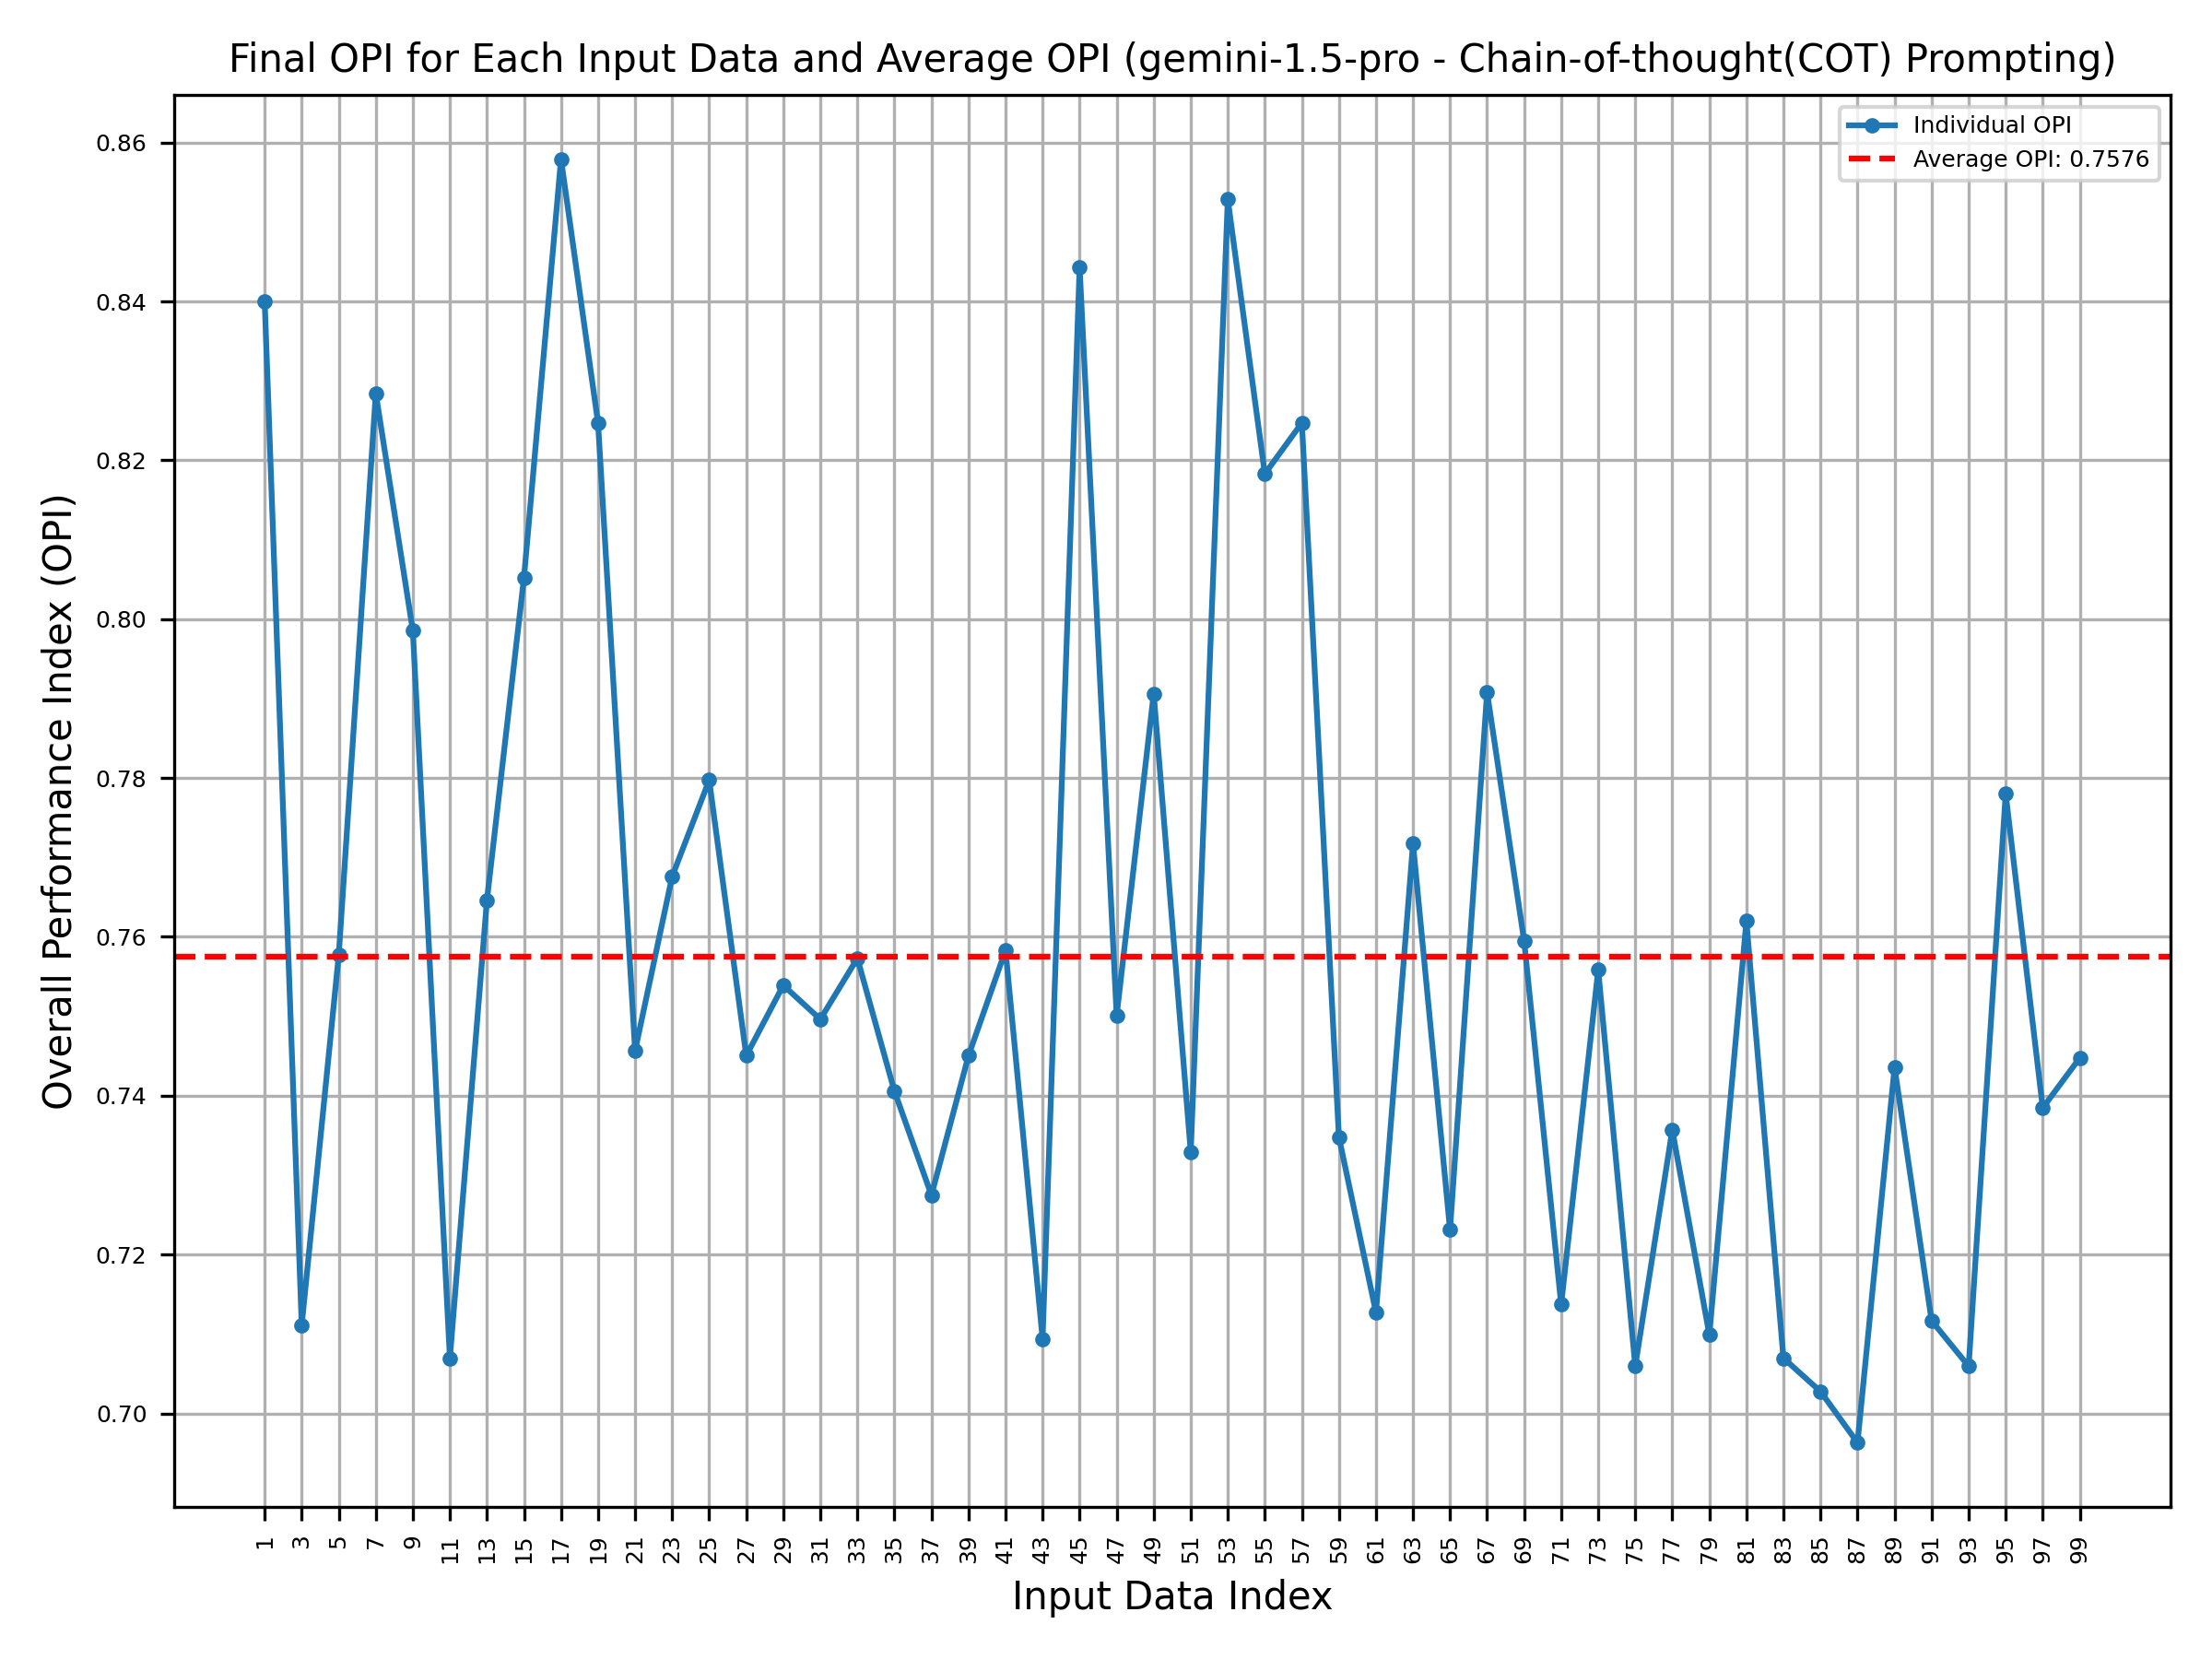 Final OPI for Each Input Data and Average OPI (gemini-1.5-pro - Chain-of-thought(COT) Prompting)
Individual OPI
Average OPI: 0.7576
Overall Performance Index (OPI)
0.86
0.84
0.82
0.80
0.78
0.76
0.74
0.72
0.70
1 3 5 7 9 11 13 15 17 19 21 23 25 27 29 31 33 35 37 39 41 43 45 47 49 51 53 55 57 59 61 63 65 67 69 71 73 75 77 79 81 83 85 87 89 91 93 95 97 99
Input Data Index